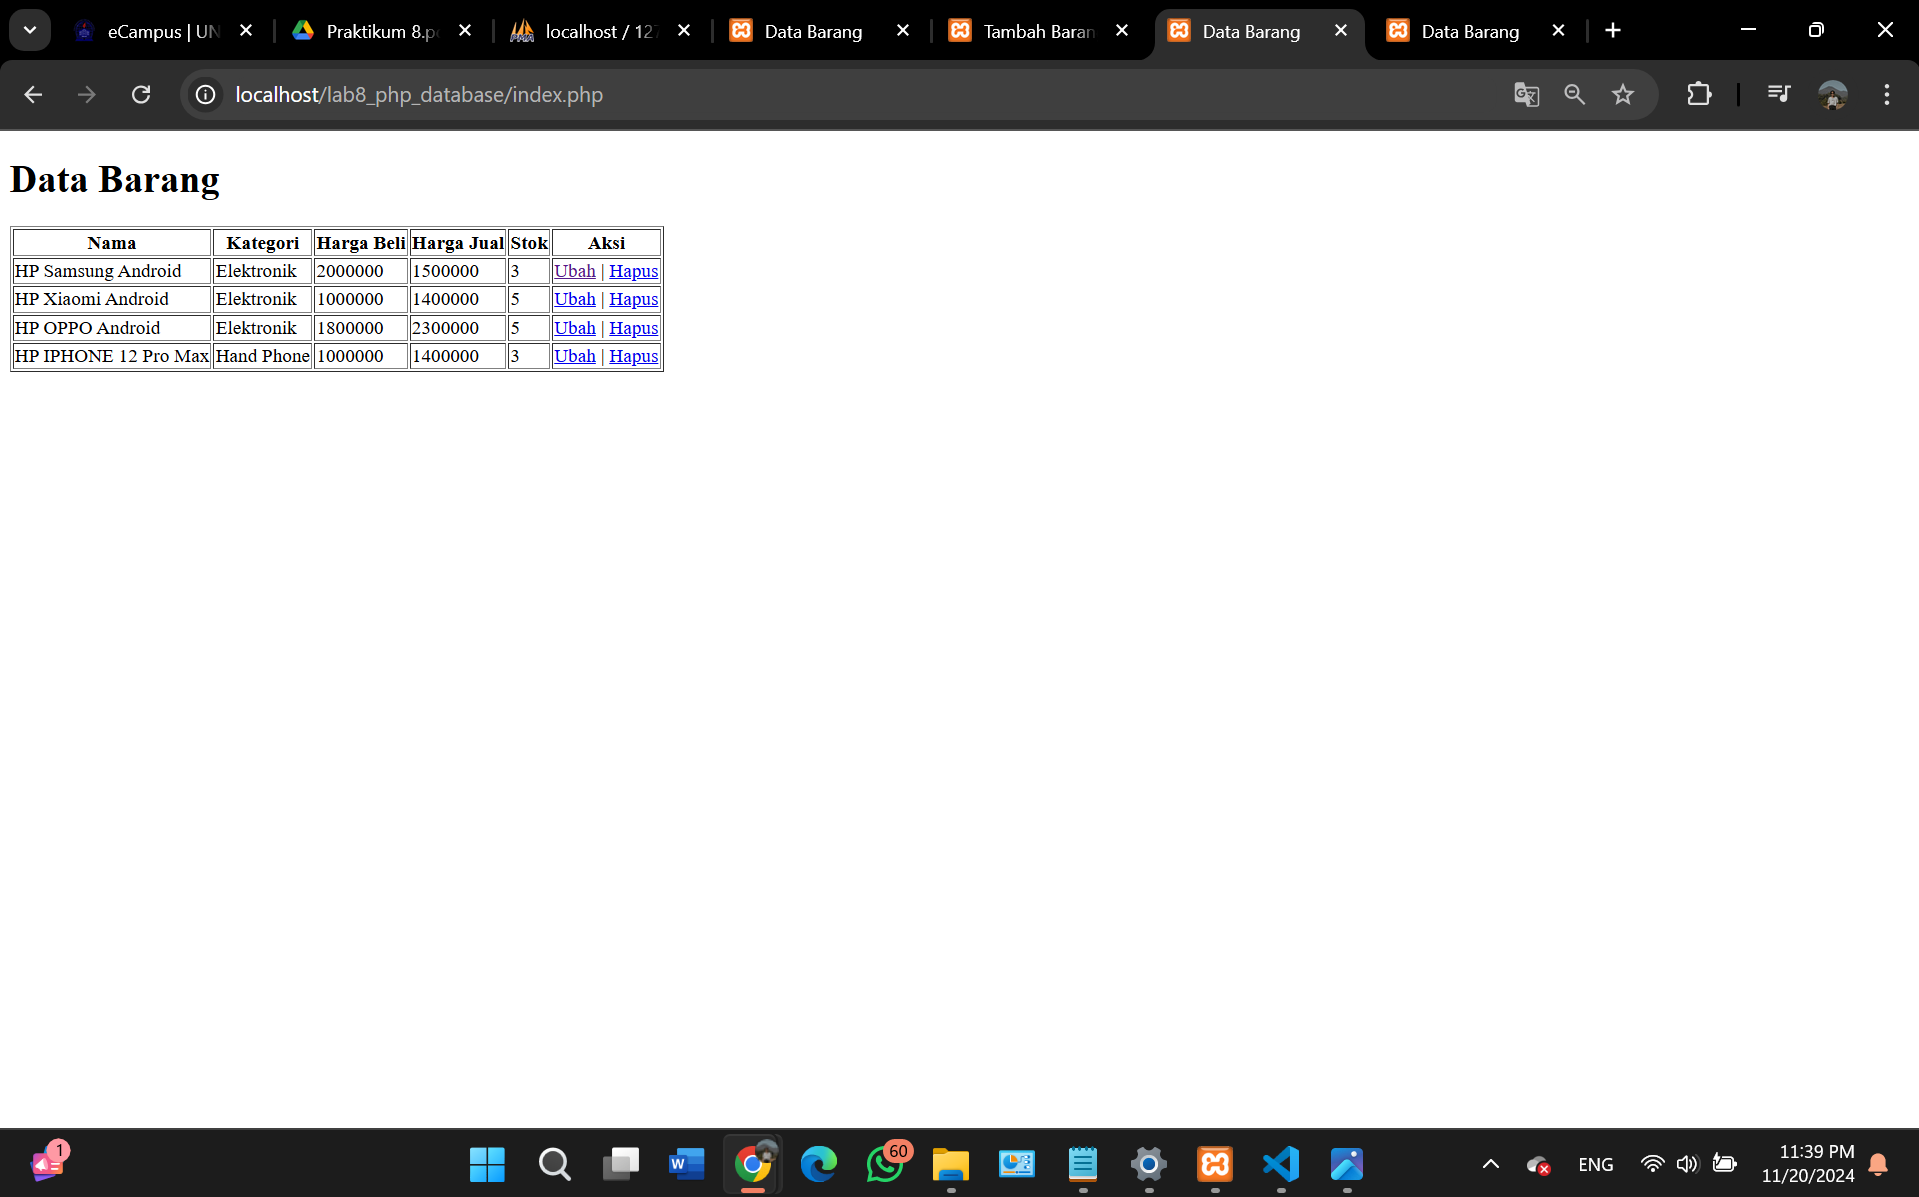 eCampus | UN
Praktikum 8.p
localhost / 127
Data Barang
Tambah Baran
Data Barang
Data Barang
localhost/lab8_php_database/index.php
Data Barang
Nama Kategori Harga Beli Harga Jual Stok Aksi
HP Samsung Android Elektronik 2000000 1500000 3 Ubah | Hapus
HP Xiaomi Android Elektronik 1000000 1400000 5 Ubah | Hapus
HP OPPO Android Elektronik 1800000 2300000 5 Ubah | Hapus
HP IPHONE 12 Pro Max Hand Phone 1000000 1400000 3 Ubah | Hapus
1
60
ENG
11:39 PM
11/20/2024